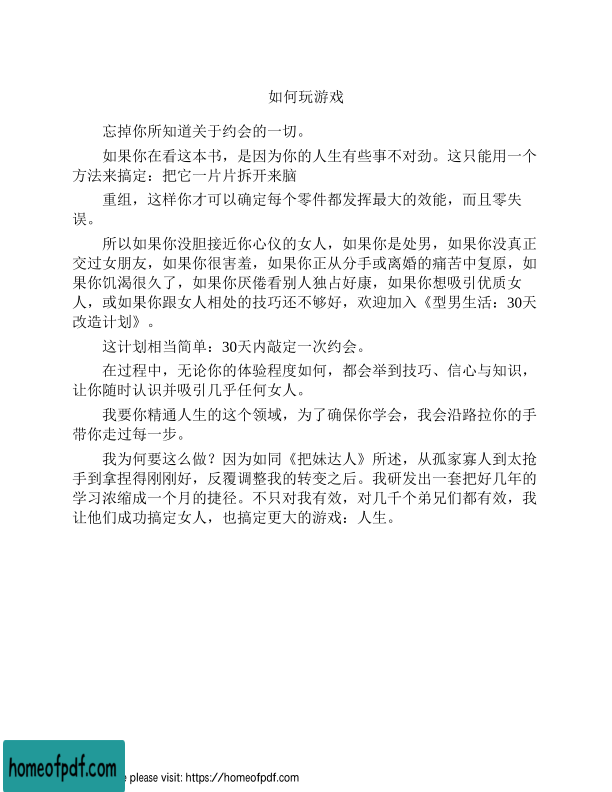 如何玩游戏
忘掉你所知道关于约会的一切。
如果你在看这本书，是因为你的人生有些事不对劲。这只能用一个
方法来搞定：把它一片片拆开来脑
重组，这样你才可以确定每个零件都发挥最大的效能，而且零失
误。
所以如果你没胆接近你心仪的女人，如果你是处男，如果你没真正
交过女朋友，如果你很害羞，如果你正从分手或离婚的痛苦中复原，如
果你饥渴很久了，如果你厌倦看别人独占好康，如果你想吸引优质女
人，或如果你跟女人相处的技巧还不够好，欢迎加入《型男生活：30天
改造计划》。
这计划相当简单：30天内敲定一次约会。
在过程中，无论你的体验程度如何，都会举到技巧、信心与知识，
让你随时认识并吸引几乎任何女人。
我要你精通人生的这个领域，为了确保你学会，我会沿路拉你的手
带你走过每一步。
我为何要这么做？因为如同《把妹达人》所述，从孤家寡人到太抢
手到拿捏得刚刚好，反覆调整我的转变之后。我研发出一套把好几年的
学习浓缩成一个月的捷径。不只对我有效，对几千个弟兄们都有效，我
让他们成功搞定女人，也搞定更大的游戏：人生。
homeofpdf.com
e please visit: https://homeofpdf.com